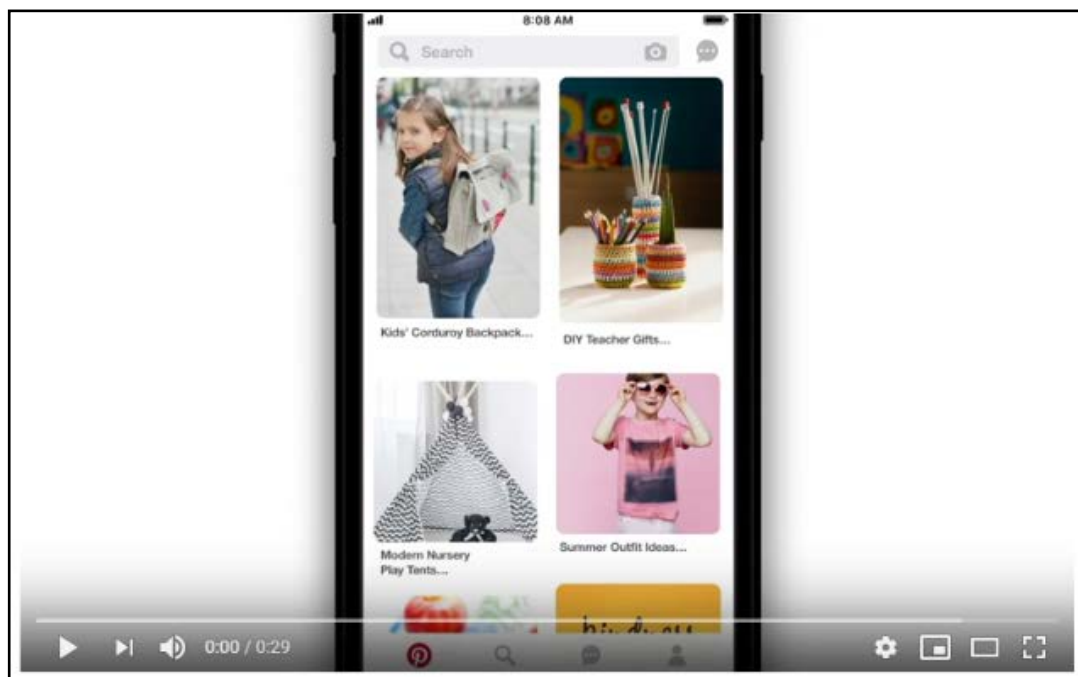 8:08 AM
Search
Kids' Corduroy Backpack...
DIY Teacher Gifts...
Modern Nursery
Play Tents...
Summer Outfit Ideas...
kindness
0:00 / 0:29